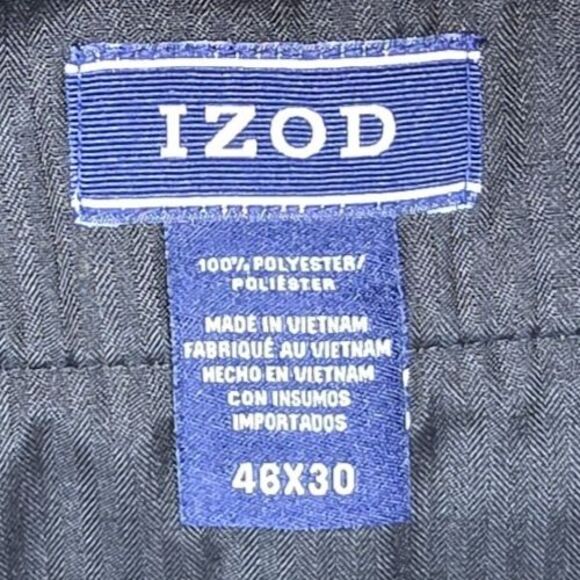 IZOD
100% POLYESTER/
POLIÉSTER
MADE IN VIETNAM
FABRIQUÉ AU VIETNAM
HECHO EN VIETNAM
CON INSUMOS
IMPORTADOS
46X30